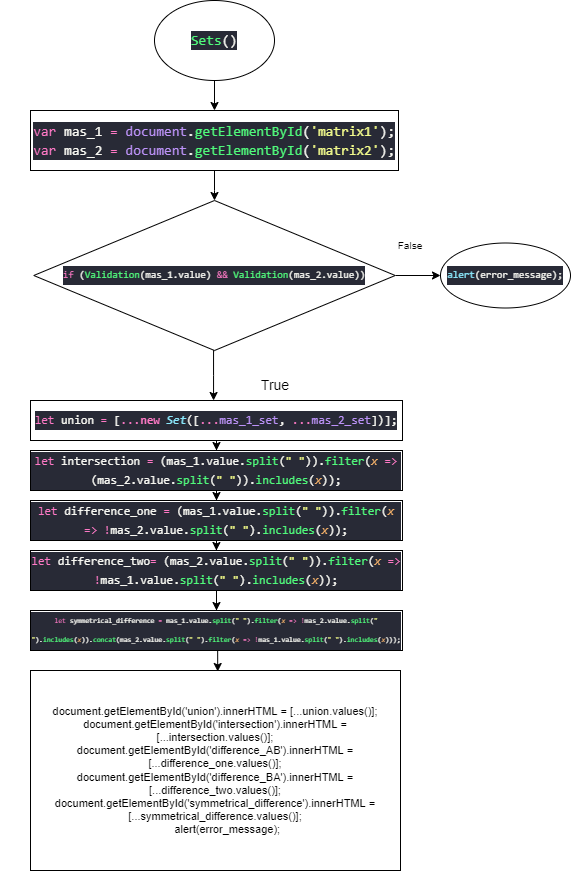 Sets()
var mas_1 = document.getElementById('matrix1');
var mas_2 = document.getElementById('matrix2');
if (Validation(mas_1.value) && Validation(mas_2.value))
False
alert(error_message);
True
let union = [...new Set([...mas_1_set, ...mas_2_set])];
let intersection = (mas_1.value.split(" ")).filter(x =>
(mas_2.value.split(" ")).includes(x));
let difference_one = (mas_1.value.split(" ")).filter(x
=> !mas_2.value.split(" ").includes(x));
let difference_two= (mas_2.value.split(" ")).filter(x =>
!mas_1.value.split(" ").includes(x));
let symmetrical_difference = mas_1.value.split(" ").filter(x => !mas_2.value.split("
").includes(x)).concat(mas_2.value.split(" ").filter(x => !mas_1.value.split(" ").includes(x)));
document.getElementById('union').innerHTML = [...union.values()];
document.getElementById('intersection').innerHTML =
[...intersection.values()];
document.getElementById('difference_AB').innerHTML =
[...difference_one.values()];
document.getElementById('difference_BA').innerHTML =
[...difference_two.values()];
document.getElementById('symmetrical_difference').innerHTML =
[...symmetrical_difference.values()];
alert(error_message);